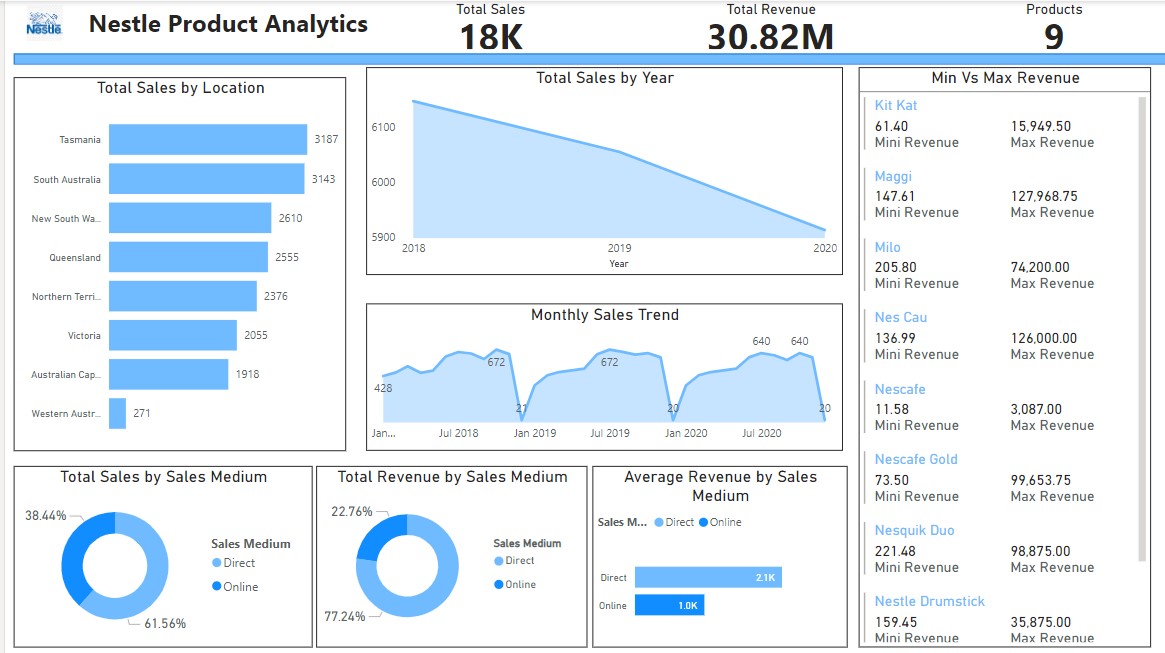 Nestle
Nestle Product Analytics
Total Sales
18K
Total Revenue
30.82M
Products
9
Total Sales by Location
Tasmania 3187
South Australia 3143
New South Wa... 2610
Queensland 2555
Northern Terri... 2376
Victoria 2055
Australian Cap... 1918
Western Austr... 271
Total Sales by Year
6100
6000
5900
2018 2019 2020
Year
Monthly Sales Trend
428 672 21 672 20 640 640 20
Jan... Jul 2018 Jan 2019 Jul 2019 Jan 2020 Jul 2020
Min Vs Max Revenue
Kit Kat
61.40 15,949.50
Mini Revenue Max Revenue
Maggi
147.61 127,968.75
Mini Revenue Max Revenue
Milo
205.80 74,200.00
Mini Revenue Max Revenue
Nes Cau
136.99 126,000.00
Mini Revenue Max Revenue
Nescafe
11.58 3,087.00
Mini Revenue Max Revenue
Nescafe Gold
73.50 99,653.75
Mini Revenue Max Revenue
Nesquik Duo
221.48 98,875.00
Mini Revenue Max Revenue
Nestle Drumstick
159.45 35,875.00
Mini Revenue Max Revenue
Total Sales by Sales Medium
38.44%
61.56%
Sales Medium
Direct
Online
Total Revenue by Sales Medium
22.76%
77.24%
Sales Medium
Direct
Online
Average Revenue by Sales
Medium
Sales M... Direct Online
Direct 2.1K
Online 1.0K